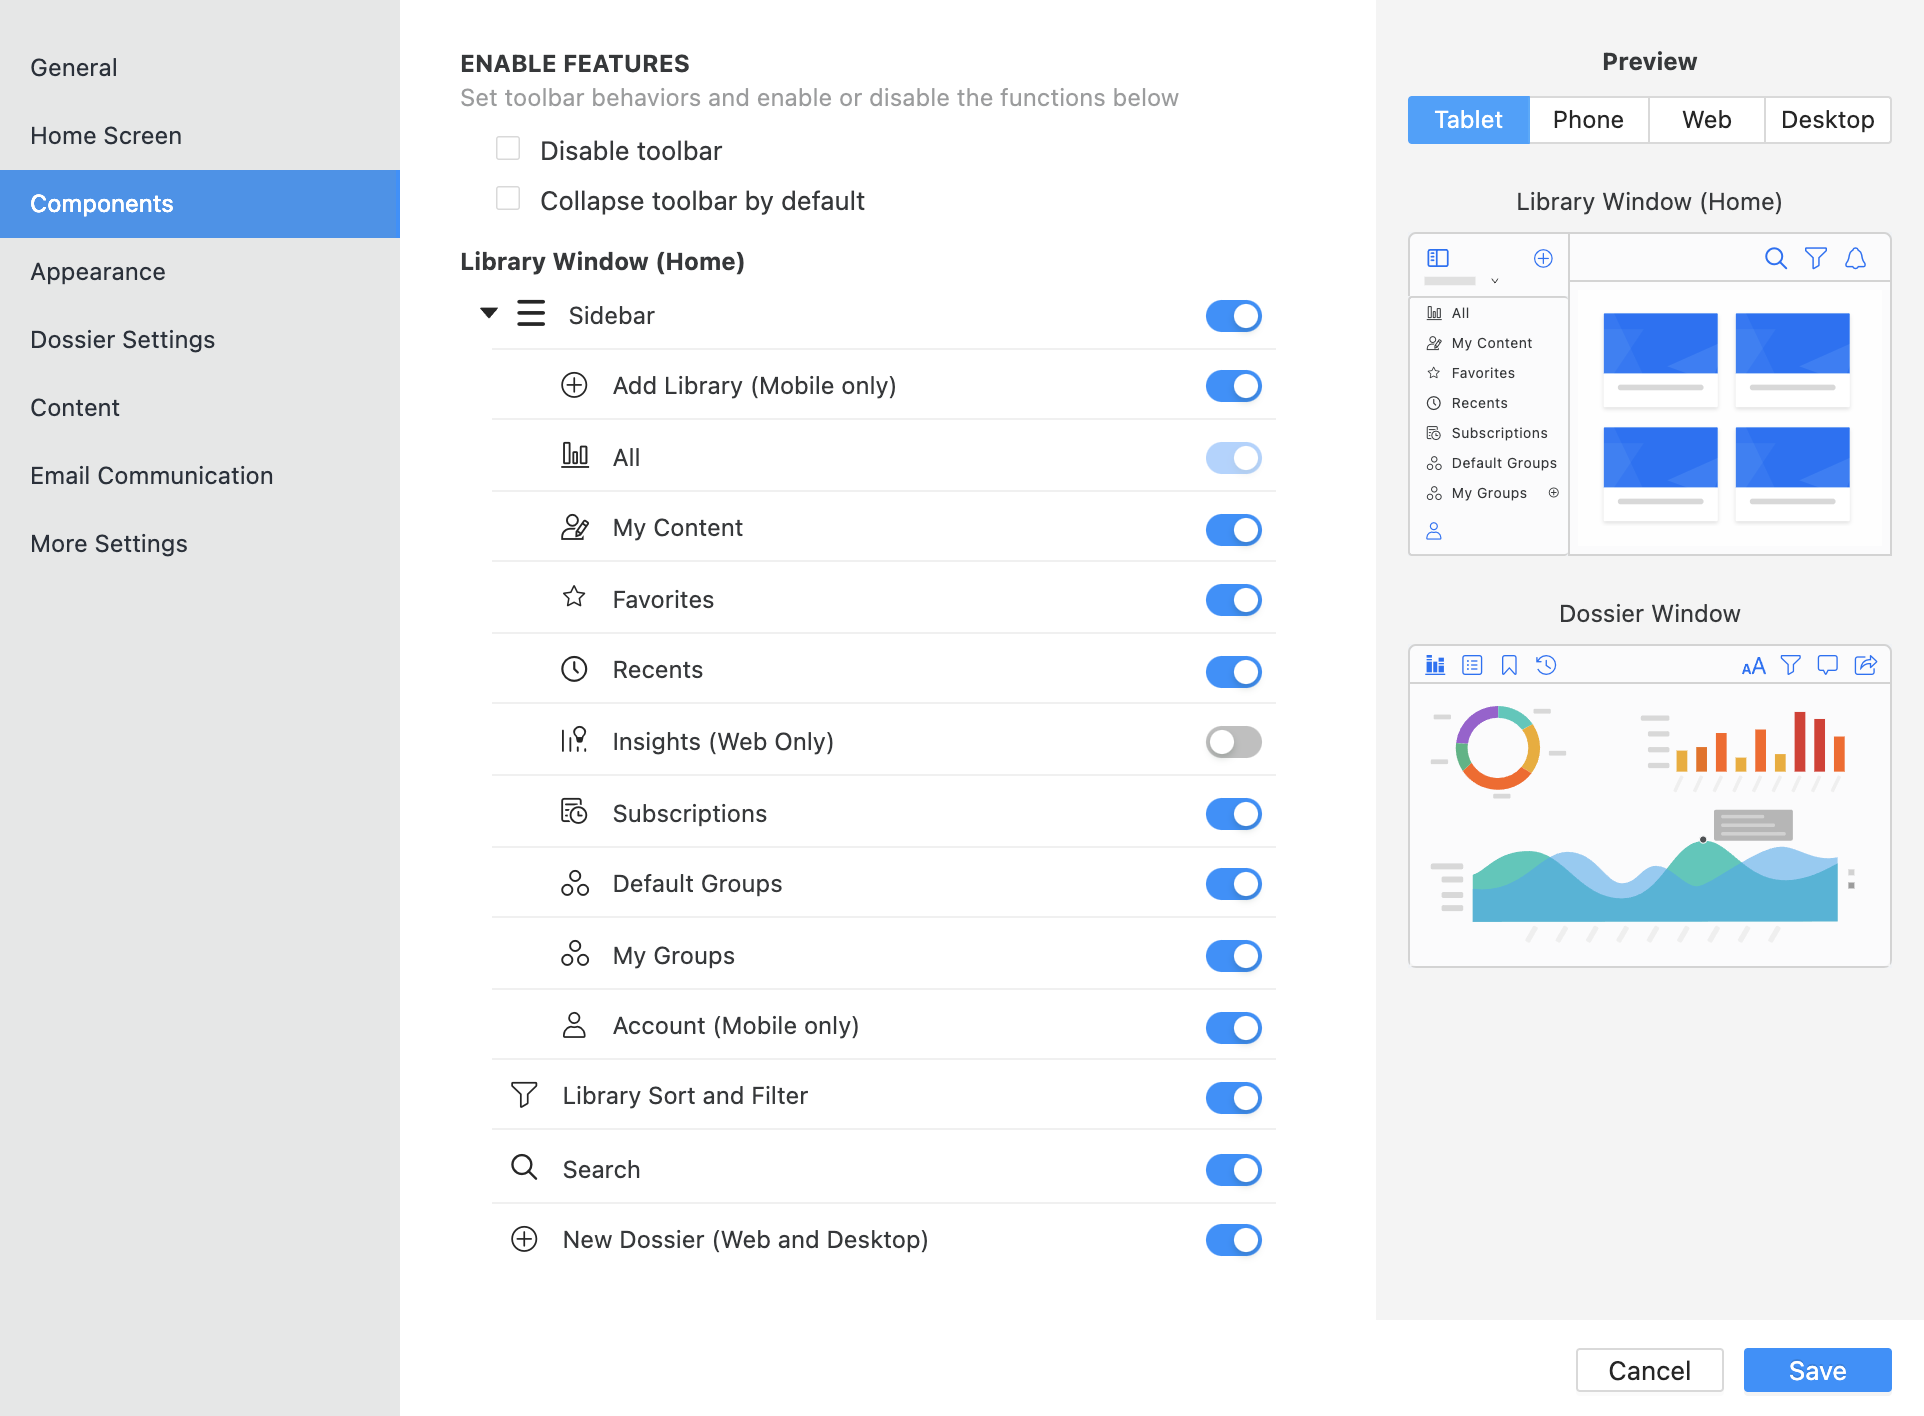 General
Home Screen
Components
Appearance
Dossier Settings
Content
Email Communication
More Settings
ENABLE FEATURES
Set toolbar behaviors and enable or disable the functions below
Disable toolbar
Collapse toolbar by default
Library Window (Home)
Sidebar
Add Library (Mobile only)
All
My Content
Favorites
Recents
Insights (Web Only)
Subscriptions
Default Groups
My Groups
Account (Mobile only)
Library Sort and Filter
Search
New Dossier (Web and Desktop)
Preview
Tablet Phone Web Desktop
Library Window (Home)
All
My Content
Favorites
Recents
Subscriptions
Default Groups
My Groups
Dossier Window
AA
Cancel Save